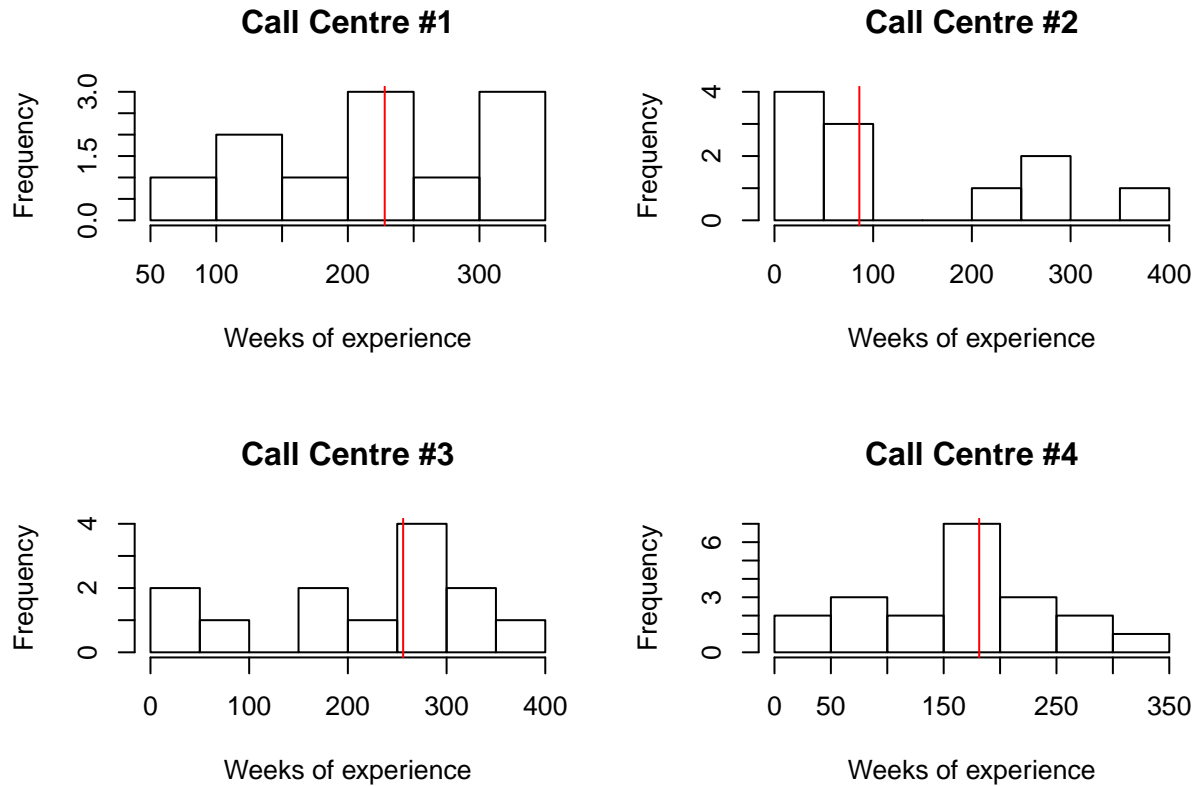 Call Centre #1
Frequency
0.0 1.5 3.0
50 100 200 300
Weeks of experience
Call Centre #2
Frequency
0 2 4
0 100 200 300 400
Weeks of experience
Call Centre #3
Frequency
0 2 4
0 100 200 300 400
Weeks of experience
Call Centre #4
Frequency
0 3 6
0 50 150 250 350
Weeks of experience